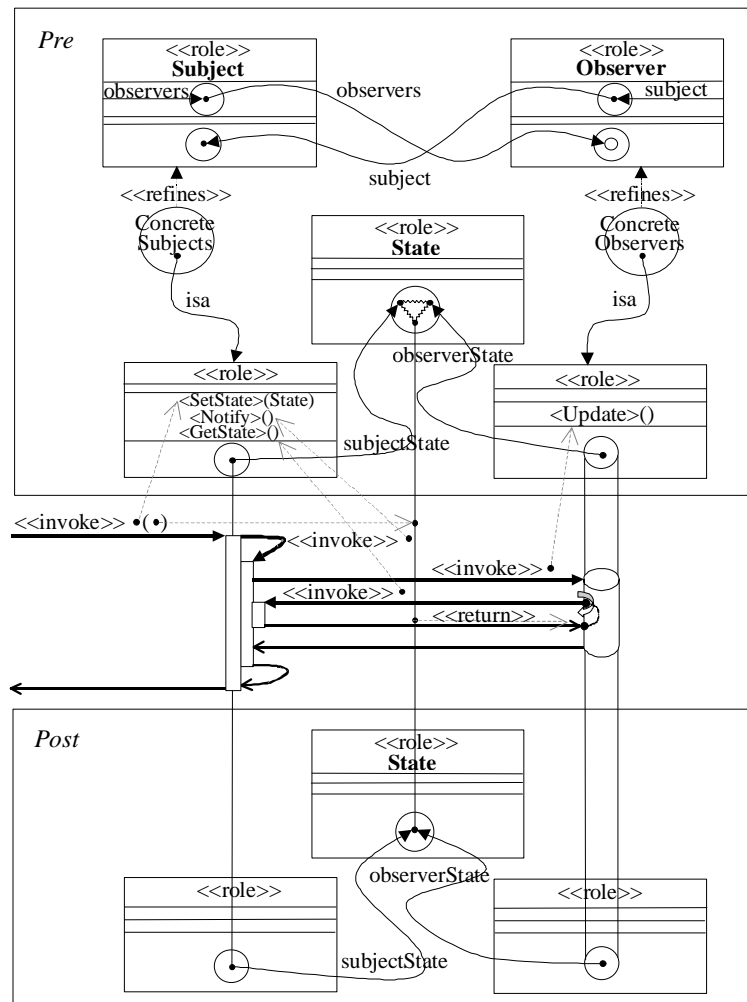 Pre
<<role>>
Subject
<<role>>
Observer
observers
observers
subject
subject
<<refines>>
<<refines>>
Concrete
Subjects
Concrete
Observers
<<role>>
State
isa
isa
observerState
<<role>>
<SetState>(State)
<Notify>()
<GetState>()
<<role>>
<Update>()
subjectState
<<invoke>> ( )
<<invoke>>
<<invoke>>
<<invoke>>
<<return>>
Post
<<role>>
State
observerState
<<role>>
<<role>>
subjectState